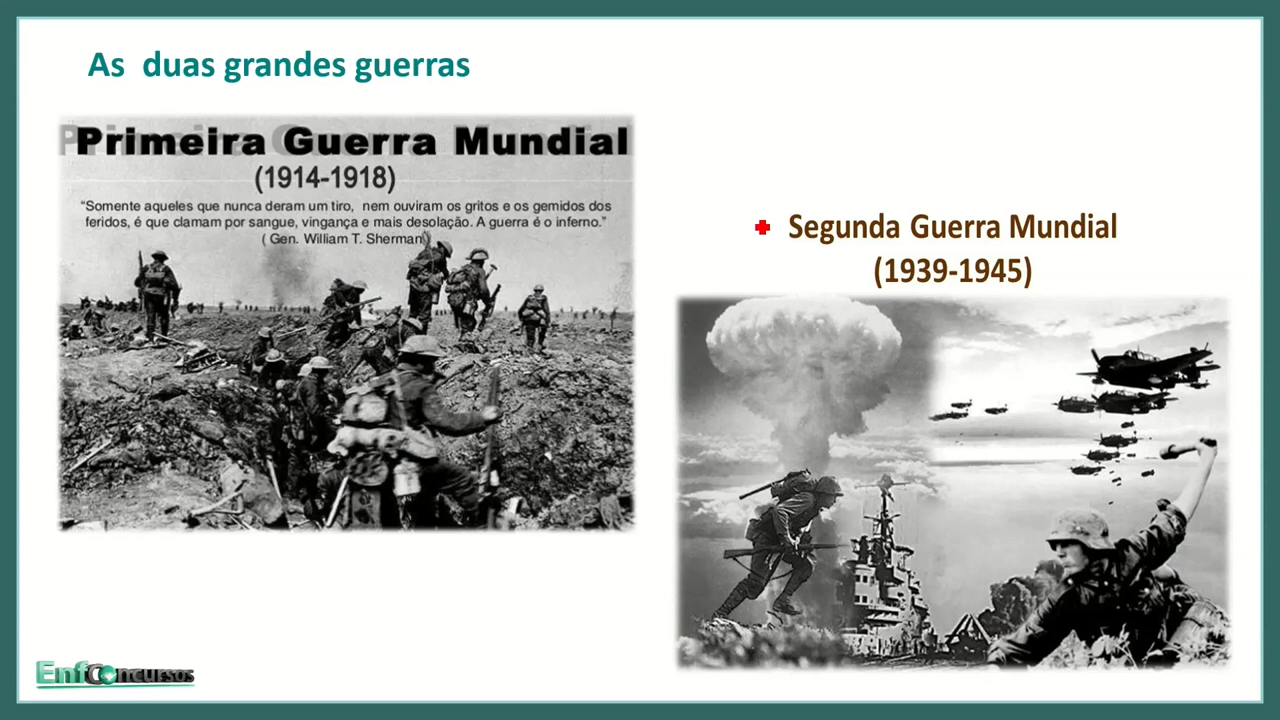 As duas grandes guerras
Primeira Guerra Mundial
(1914-1918)
“Somente aqueles que nunca deram um tiro, nem ouviram os gritos e os gemidos dos
feridos, é que clamam por sangue, vingança e mais desolação. A guerra é o inferno.”
( Gen. William T. Sherman )
Segunda Guerra Mundial
(1939-1945)
EnfConcursos